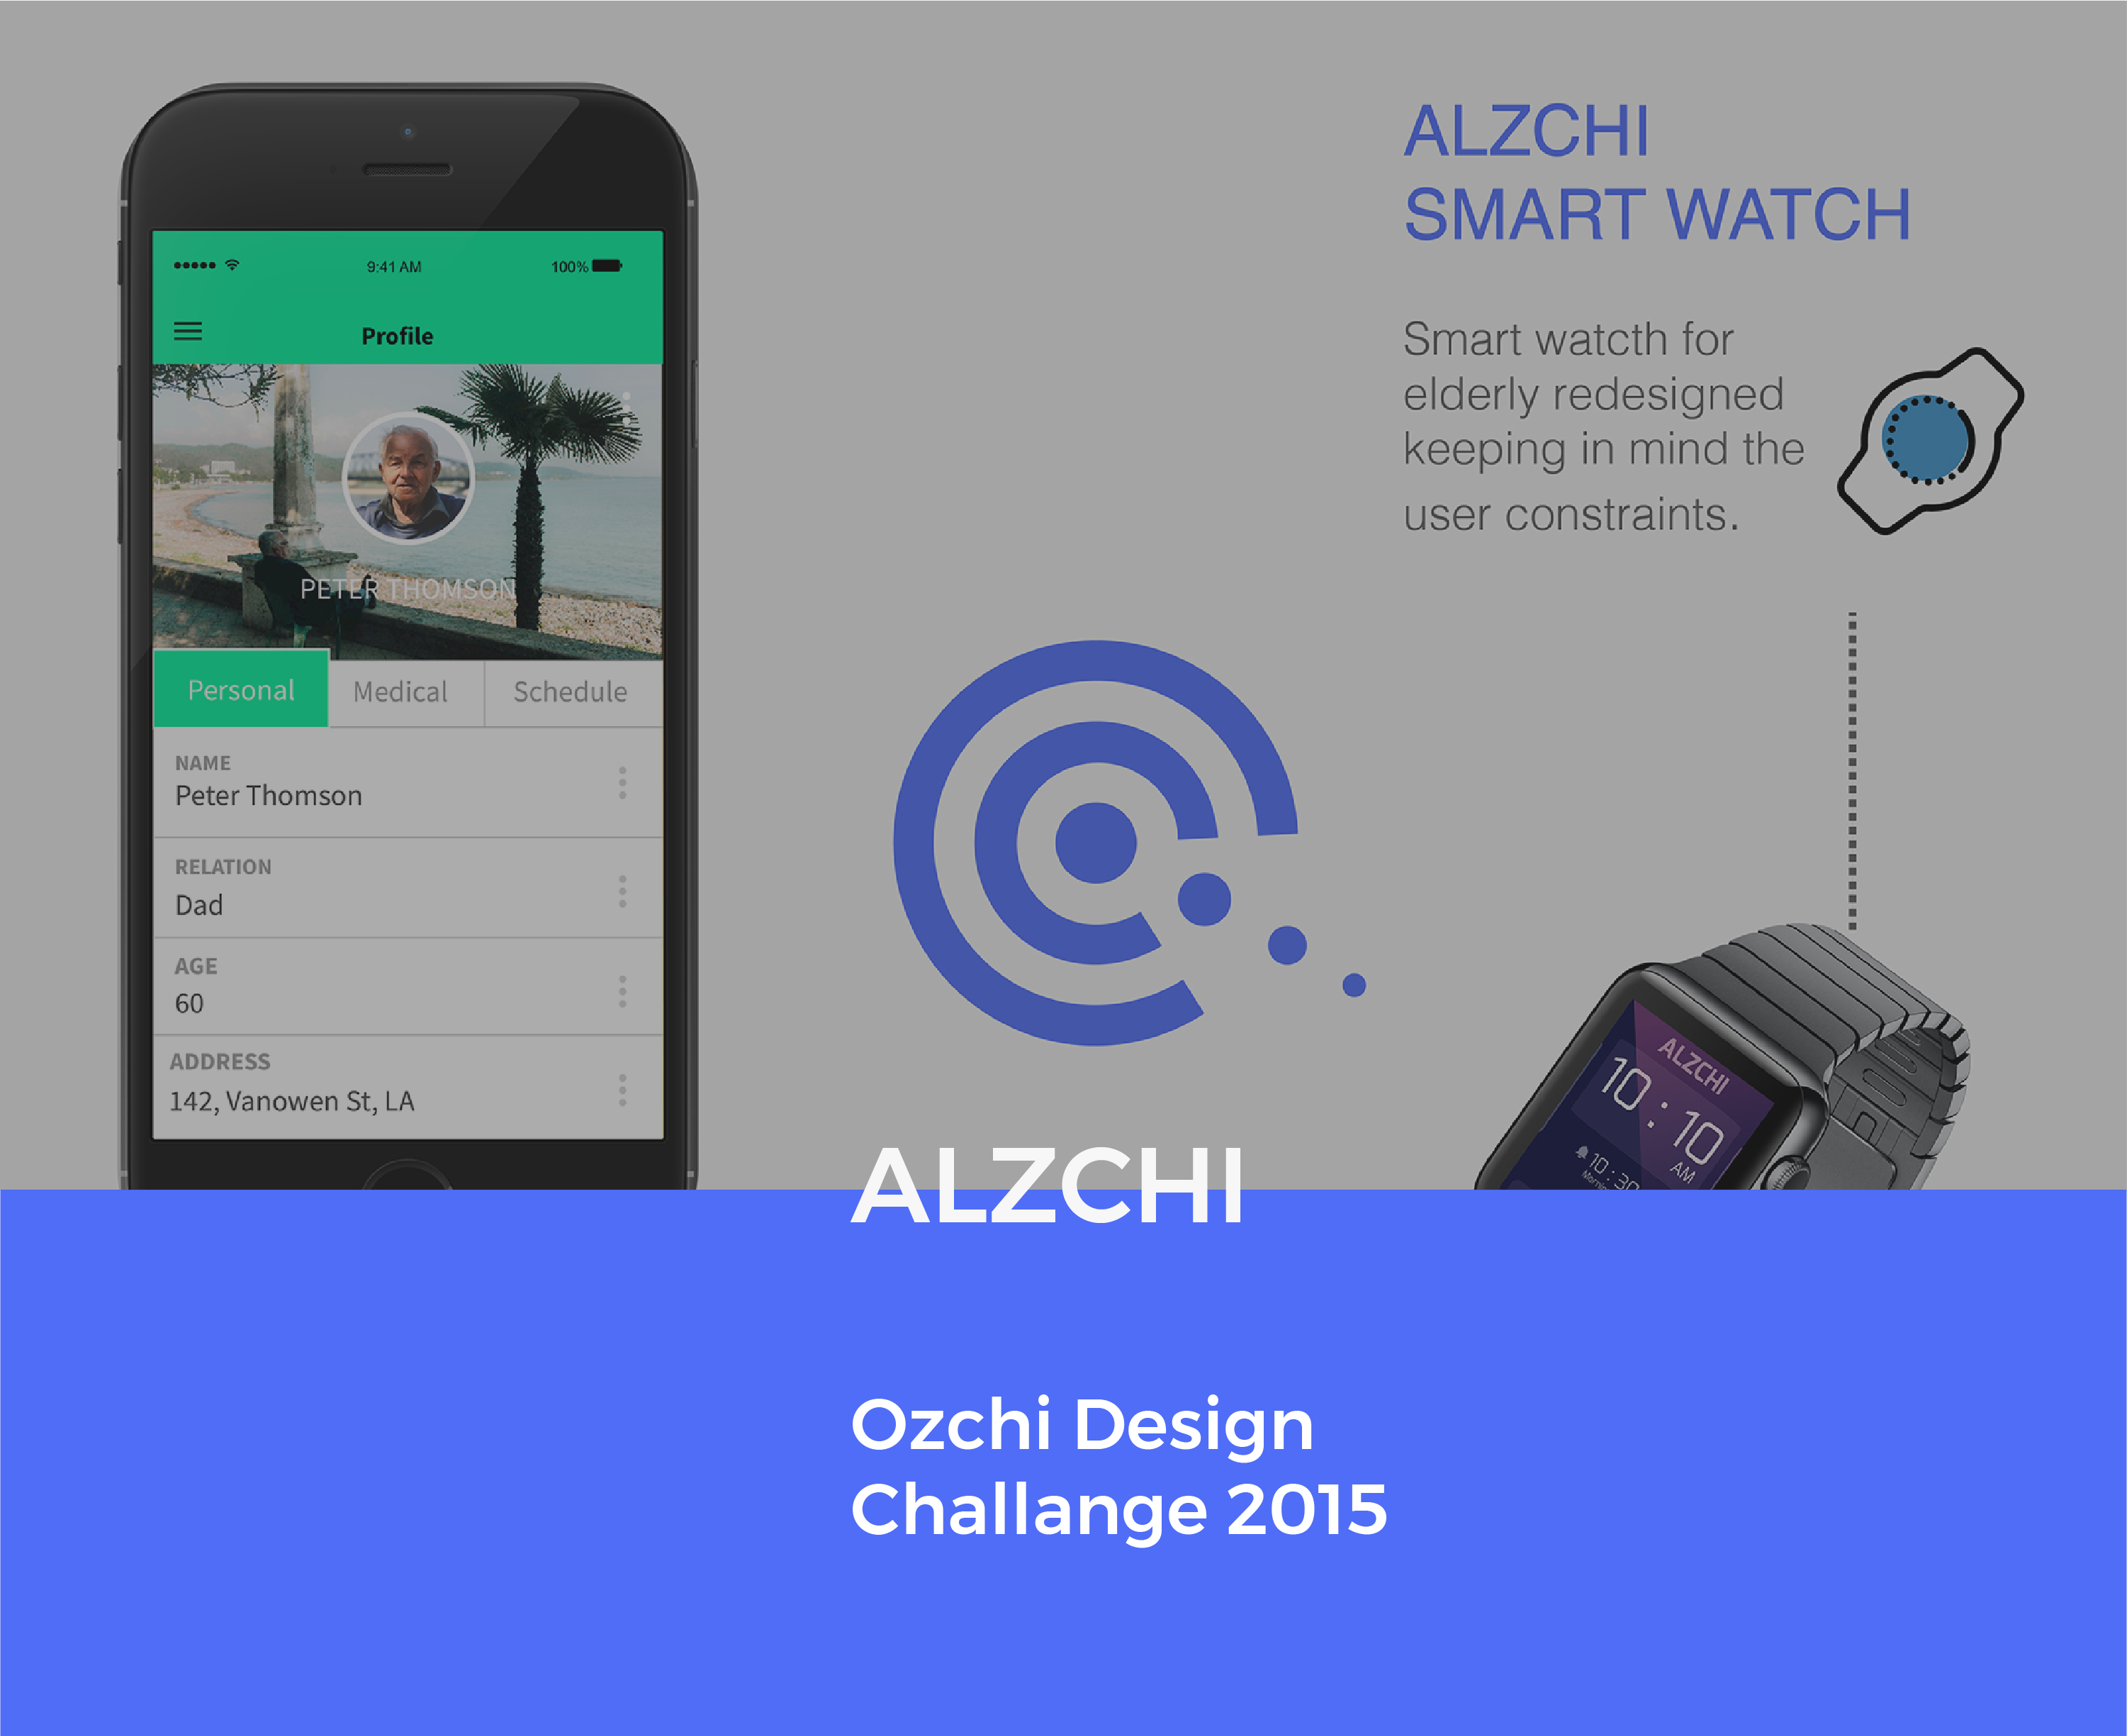 9:41 AM
100%
Profile
PETER THOMSON
Personal
Medical
Schedule
NAME
Peter Thomson
RELATION
Dad
AGE
60
ADDRESS
142, Vanowen St, LA
ALZCHI
SMART WATCH
Smart watcth for
elderly redesigned
keeping in mind the
user constraints.
ALZCHI
10 : 10
AM
10 : 30
ALZCHI
Ozchi Design
Challange 2015